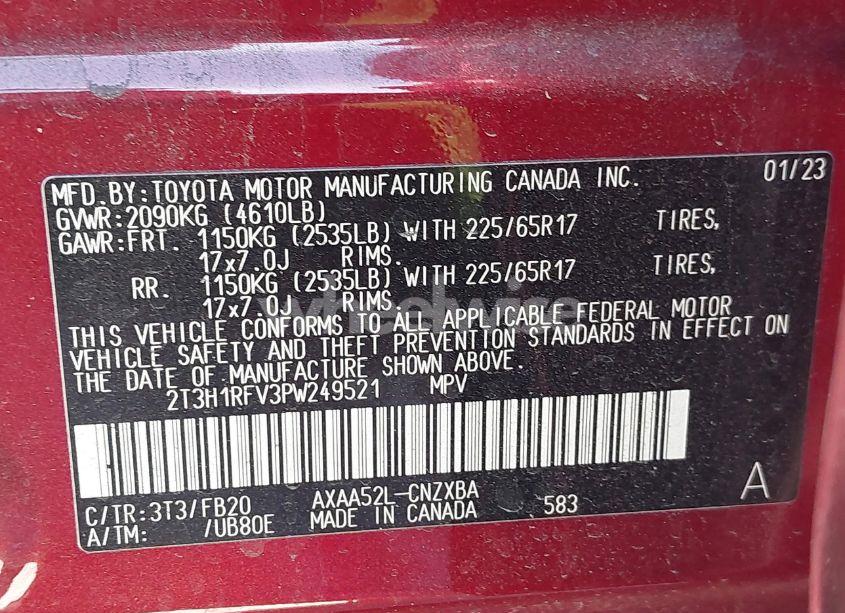 MFD. BY: TOYOTA MOTOR MANUFACTURING CANADA INC. 01/23
GVWR: 2090KG (4610LB)
GAWR: FRT. 1150KG (2535LB) WITH 225/65R17 TIRES,
17x7.0J RIMS.
RR. 1150KG (2535LB) WITH 225/65R17 TIRES,
17x7.0J RIMS.
THIS VEHICLE CONFORMS TO ALL APPLICABLE FEDERAL MOTOR
VEHICLE SAFETY AND THEFT PREVENTION STANDARDS IN EFFECT ON
THE DATE OF MANUFACTURE SHOWN ABOVE.
2T3H1RFV3PW249521 MPV
C/TR: 3T3/FB20 AXAA52L-CNZXBA 583 A
A/TM: /UB80E MADE IN CANADA